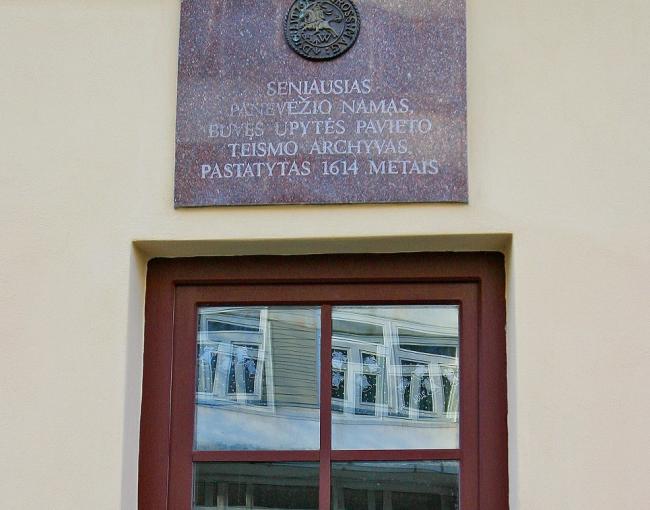 SENIAUSIAS
PANEVĖŽIO NAMAS,
BUVĘS UPYTĖS PAVIETO
TEISMO ARCHYVAS.
PASTATYTAS 1614 METAIS